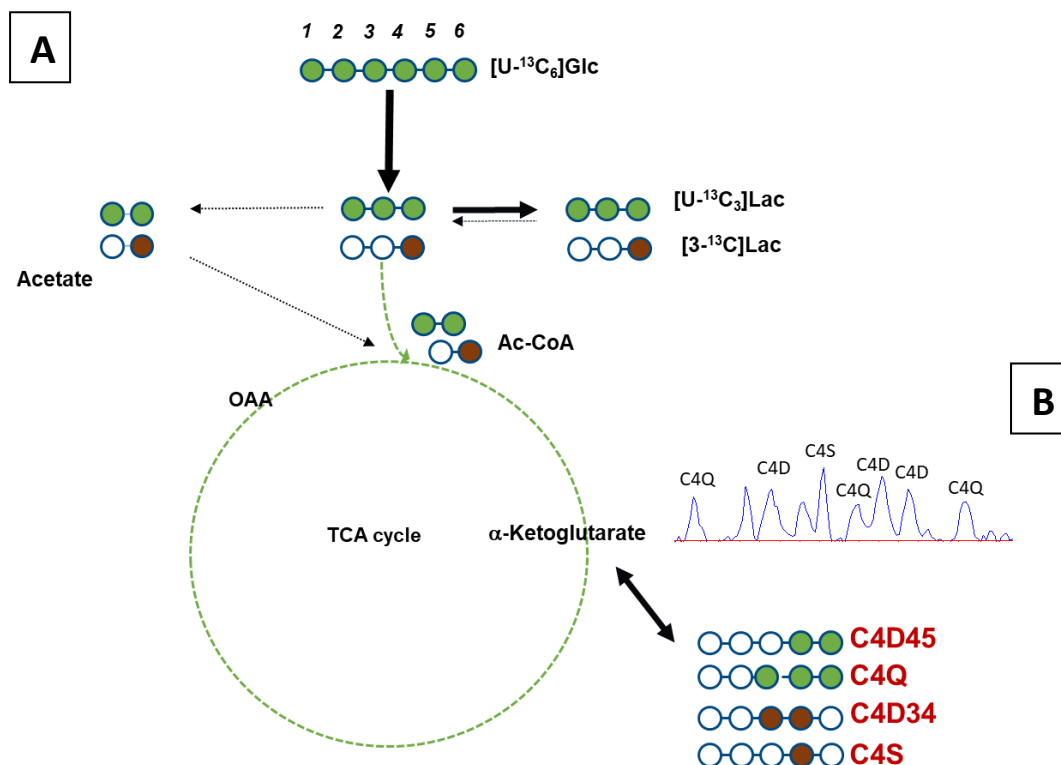 A
1 2 3 4 5 6
[U-¹³C₆]Glc
[U-¹³C₃]Lac
[3-¹³C]Lac
Acetate
Ac-CoA
OAA
B
TCA cycle
α-Ketoglutarate
C4Q C4D C4S C4Q C4D C4D C4Q
C4D45
C4Q
C4D34
C4S